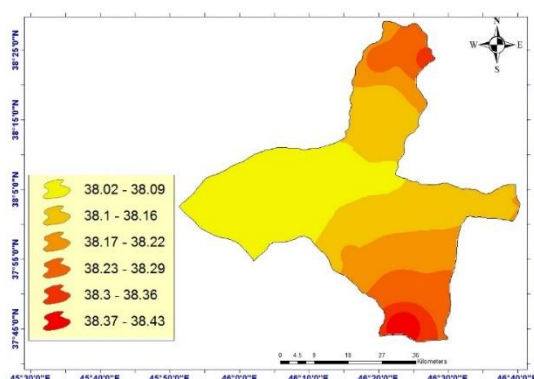 N
W E
S
38°25'0"N
38°15'0"N
38°5'0"N
37°55'0"N
37°45'0"N
38.02 - 38.09
38.1 - 38.16
38.17 - 38.22
38.23 - 38.29
38.3 - 38.36
38.37 - 38.43
0 4.5 9 18 27 36
Kilometers
45°30'0"E 45°40'0"E 45°50'0"E 46°0'0"E 46°10'0"E 46°20'0"E 46°30'0"E 46°40'0"E